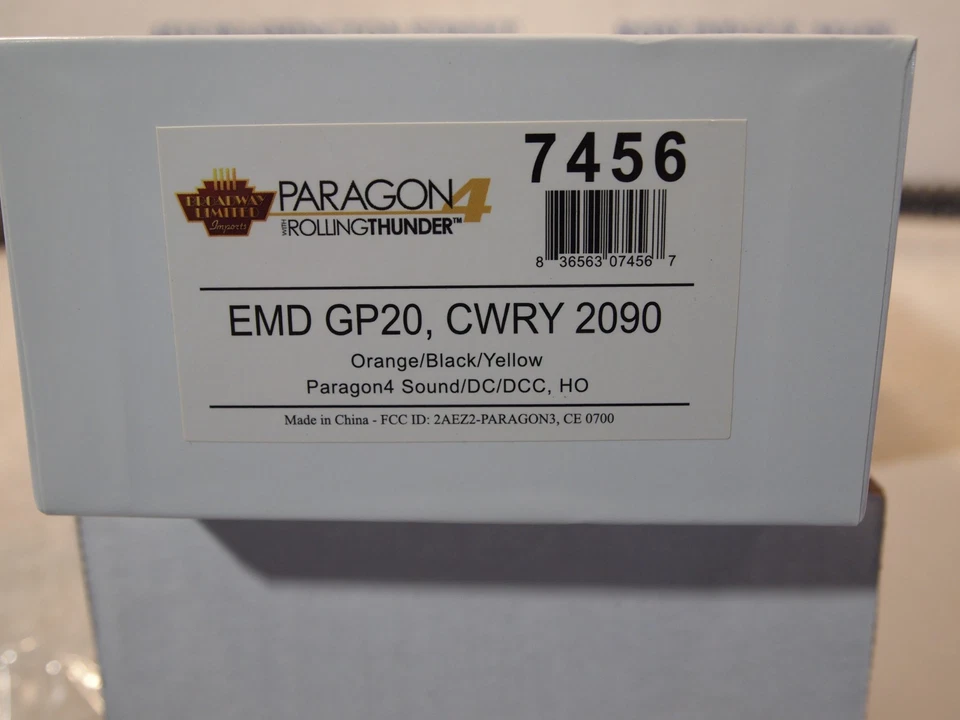 7456
BROADWAY
LIMITED
Imports
PARAGON4
WITH ROLLINGTHUNDER™
8 36563 07456 7
EMD GP20, CWRY 2090
Orange/Black/Yellow
Paragon4 Sound/DC/DCC, HO
Made in China - FCC ID: 2AEZ2-PARAGON3, CE 0700